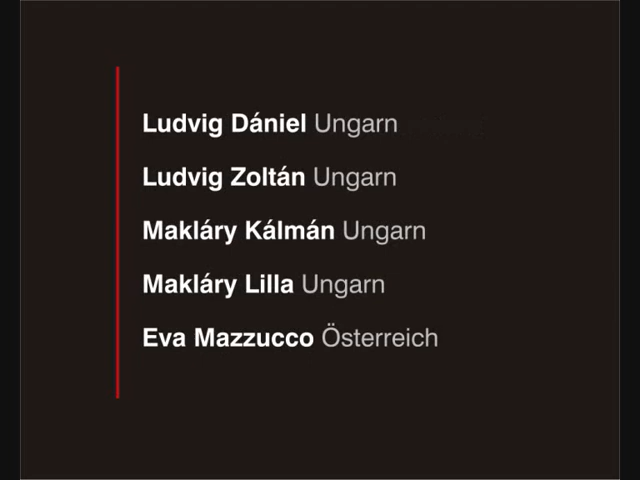 Ludvig Dániel Ungarn
Ludvig Zoltán Ungarn
Makláry Kálmán Ungarn
Makláry Lilla Ungarn
Eva Mazzucco Österreich